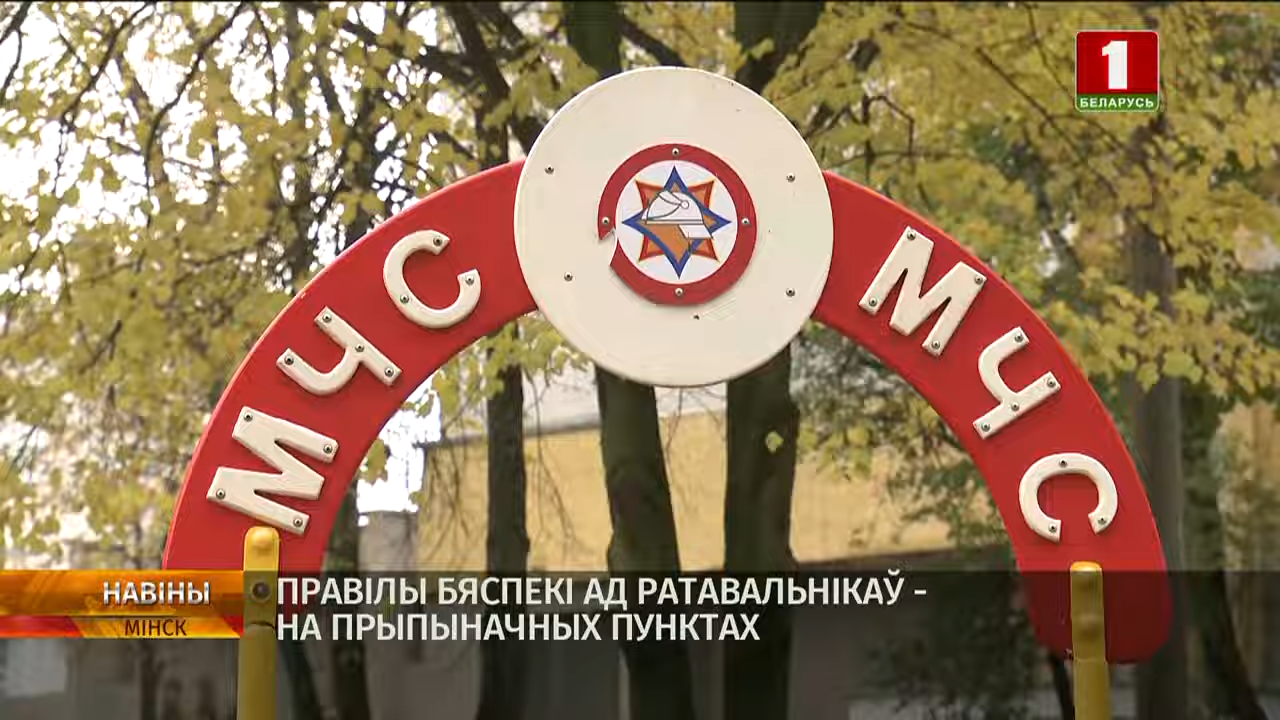 1
БЕЛАРУСЬ
МЧС
МЧС
НАВІНЫ
МІНСК
ПРАВІЛЫ БЯСПЕКІ АД РАТАВАЛЬНІКАЎ -
НА ПРЫПЫНАЧНЫХ ПУНКТАХ